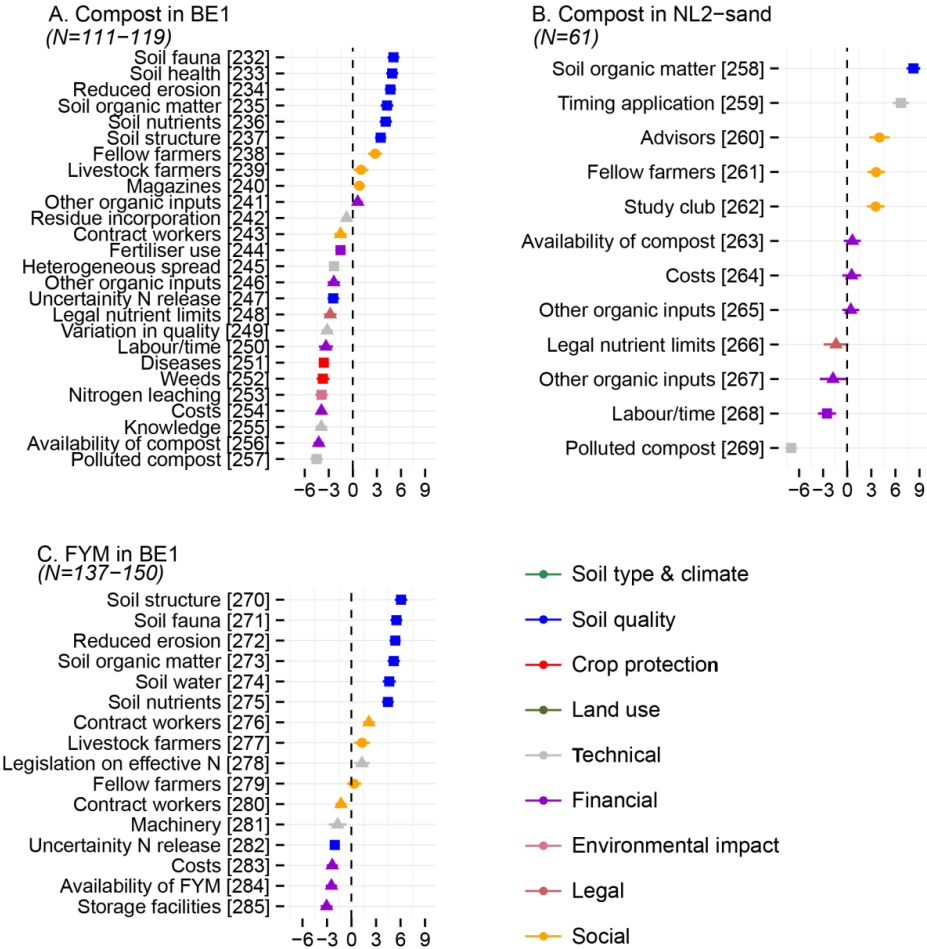 A. Compost in BE1
(N=111−119)
Soil fauna [232]
Soil health [233]
Reduced erosion [234]
Soil organic matter [235]
Soil nutrients [236]
Soil structure [237]
Fellow farmers [238]
Livestock farmers [239]
Magazines [240]
Other organic inputs [241]
Residue incorporation [242]
Contract workers [243]
Fertiliser use [244]
Heterogeneous spread [245]
Other organic inputs [246]
Uncertainity N release [247]
Legal nutrient limits [248]
Variation in quality [249]
Labour/time [250]
Diseases [251]
Weeds [252]
Nitrogen leaching [253]
Costs [254]
Knowledge [255]
Availability of compost [256]
Polluted compost [257]
−6 −3 0 3 6 9
B. Compost in NL2−sand
(N=61)
Soil organic matter [258]
Timing application [259]
Advisors [260]
Fellow farmers [261]
Study club [262]
Availability of compost [263]
Costs [264]
Other organic inputs [265]
Legal nutrient limits [266]
Other organic inputs [267]
Labour/time [268]
Polluted compost [269]
−6 −3 0 3 6 9
C. FYM in BE1
(N=137−150)
Soil structure [270]
Soil fauna [271]
Reduced erosion [272]
Soil organic matter [273]
Soil water [274]
Soil nutrients [275]
Contract workers [276]
Livestock farmers [277]
Legislation on effective N [278]
Fellow farmers [279]
Contract workers [280]
Machinery [281]
Uncertainity N release [282]
Costs [283]
Availability of FYM [284]
Storage facilities [285]
−6 −3 0 3 6 9
Soil type & climate
Soil quality
Crop protection
Land use
Technical
Financial
Environmental impact
Legal
Social